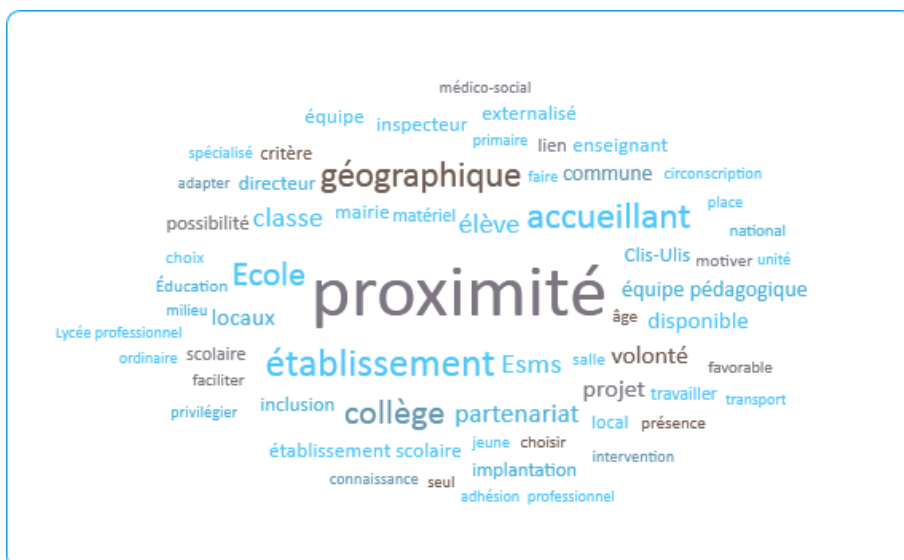 médico-social
équipe inspecteur externalisé
spécialisé critère primaire lien enseignant
adapter directeur géographique faire commune circonscription
possibilité classe mairie matériel élève accueillant place
national
choix Ecole proximité Clis-Ulis motiver unité
Éducation équipe pédagogique
milieu locaux âge disponible
Lycée professionnel
ordinaire scolaire établissement Esms salle volonté favorable
faciliter projet travailler transport
privilégier inclusion collège partenariat local présence
établissement scolaire jeune choisir intervention
connaissance seul implantation
adhésion professionnel